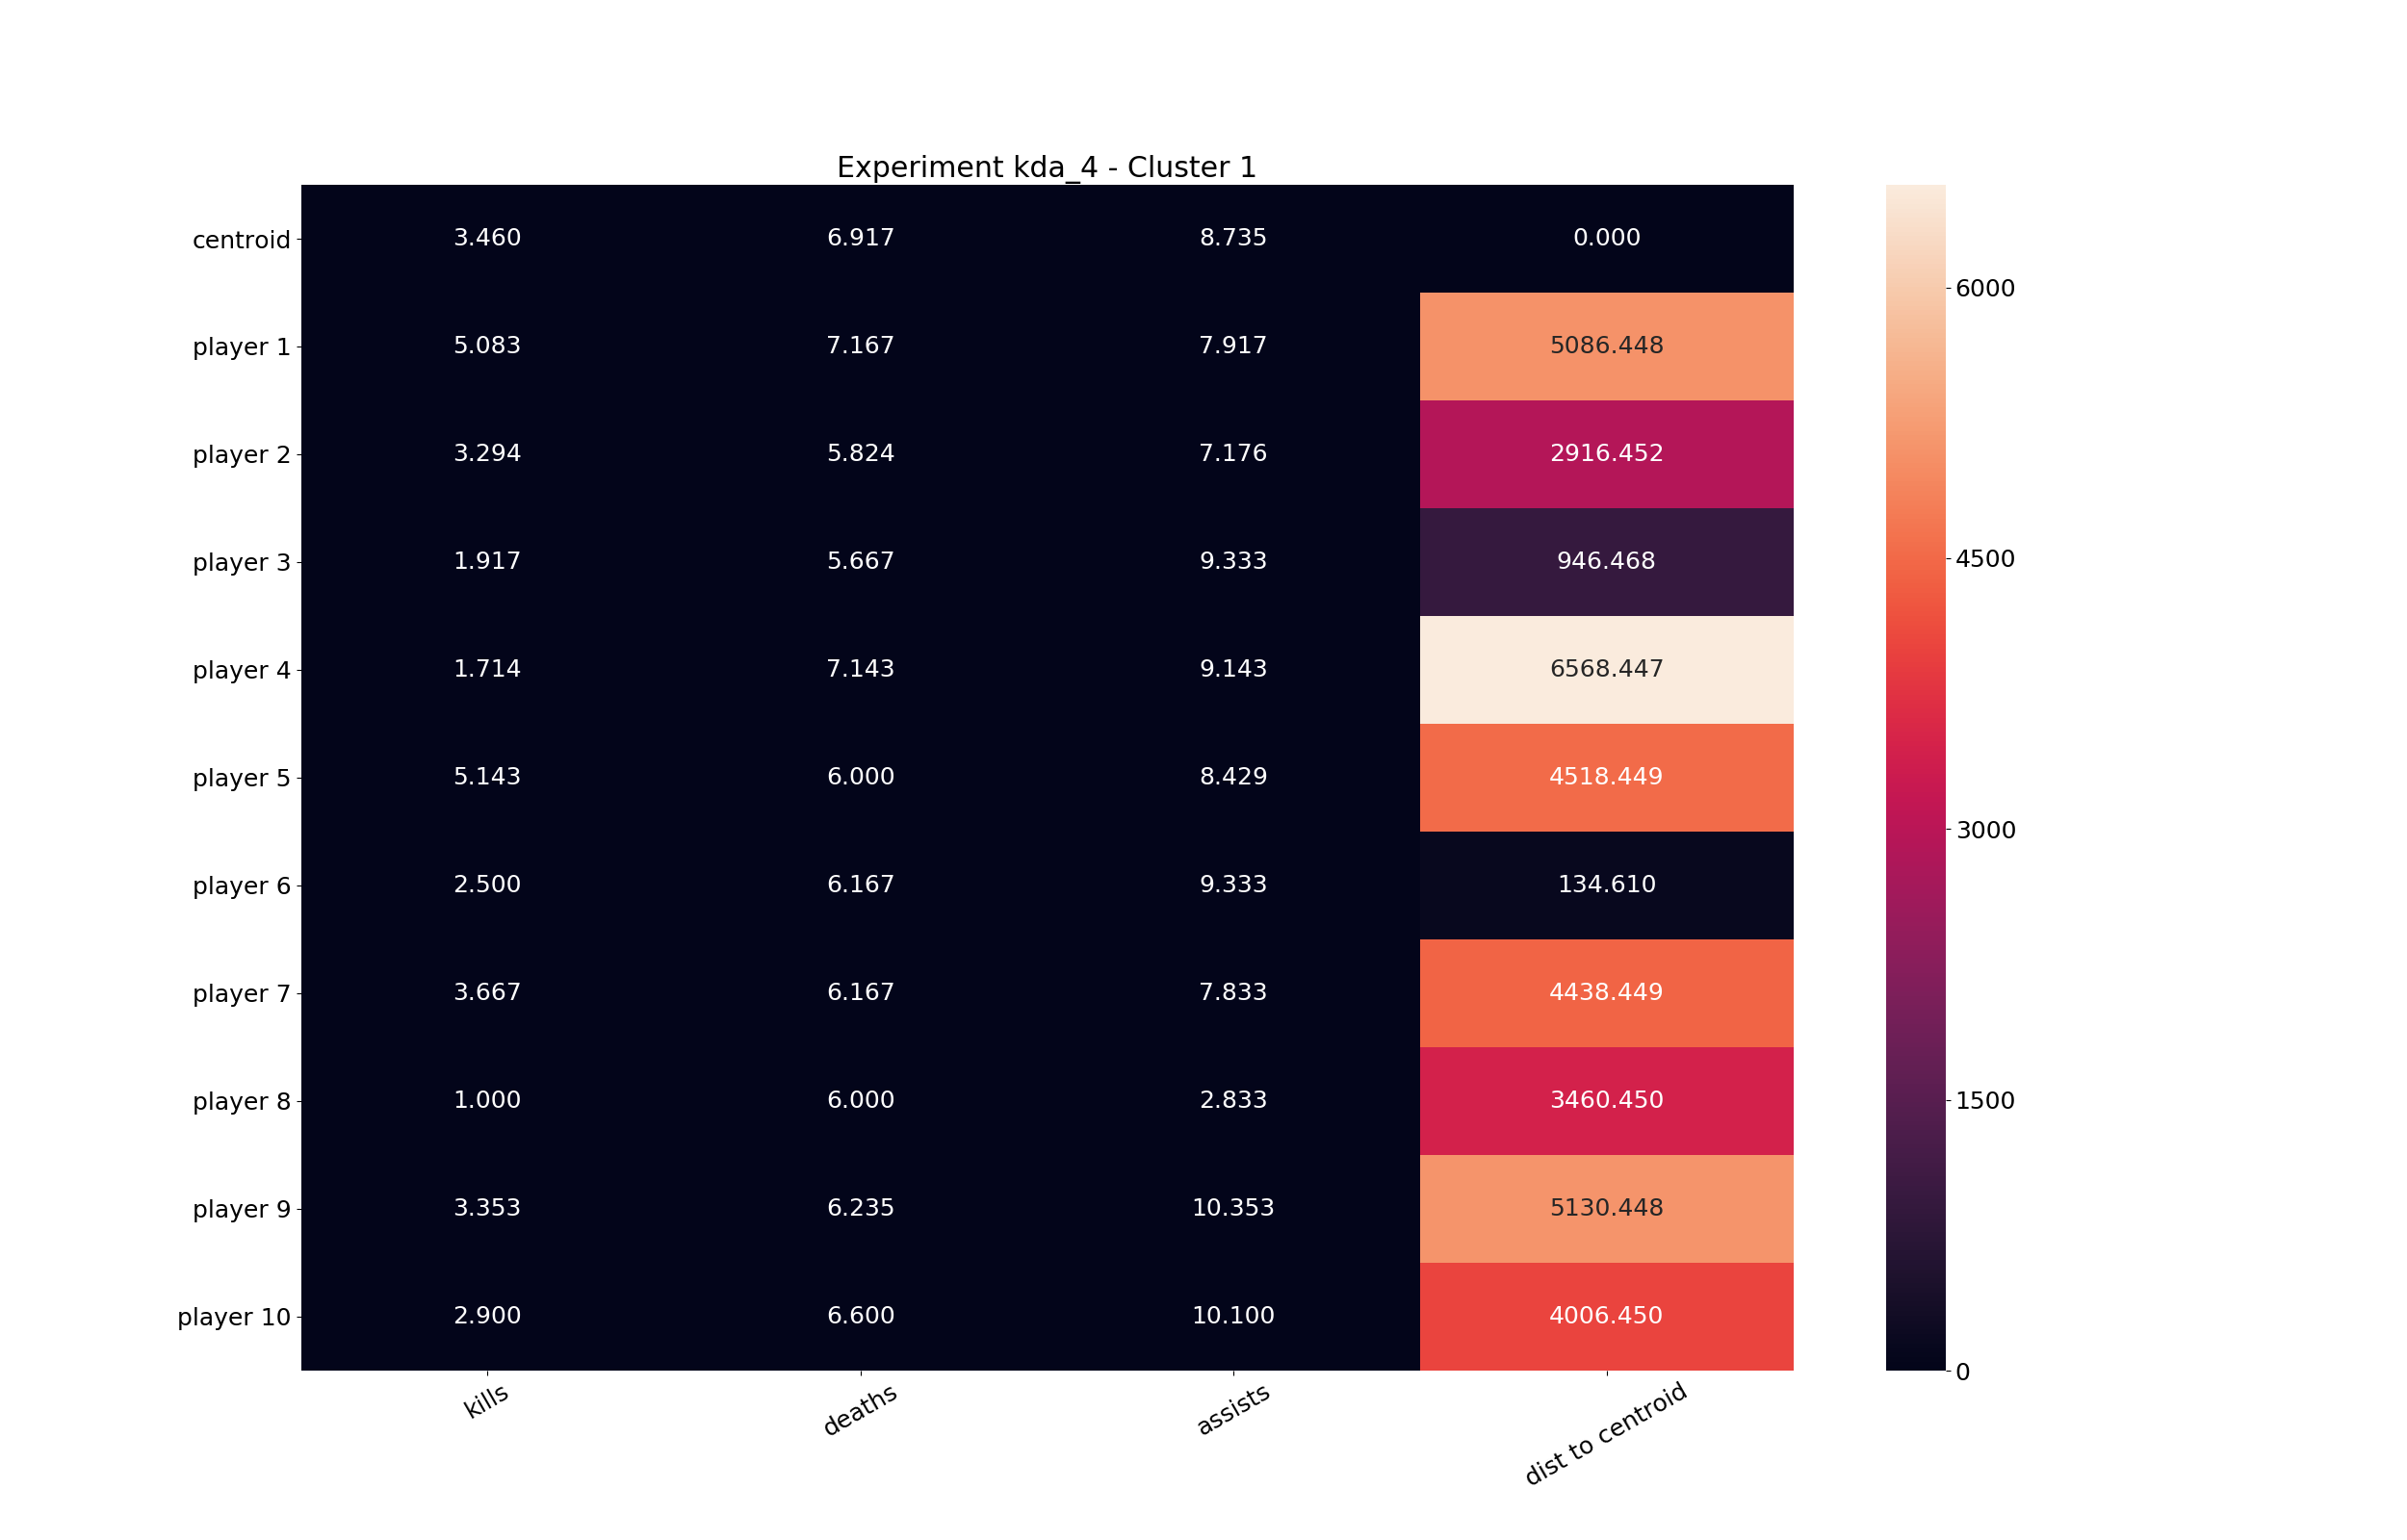 Experiment kda_4 - Cluster 1
centroid 3.460 6.917 8.735 0.000
player 1 5.083 7.167 7.917 5086.448
player 2 3.294 5.824 7.176 2916.452
player 3 1.917 5.667 9.333 946.468
player 4 1.714 7.143 9.143 6568.447
player 5 5.143 6.000 8.429 4518.449
player 6 2.500 6.167 9.333 134.610
player 7 3.667 6.167 7.833 4438.449
player 8 1.000 6.000 2.833 3460.450
player 9 3.353 6.235 10.353 5130.448
player 10 2.900 6.600 10.100 4006.450
kills deaths assists dist to centroid
6000
4500
3000
1500
0